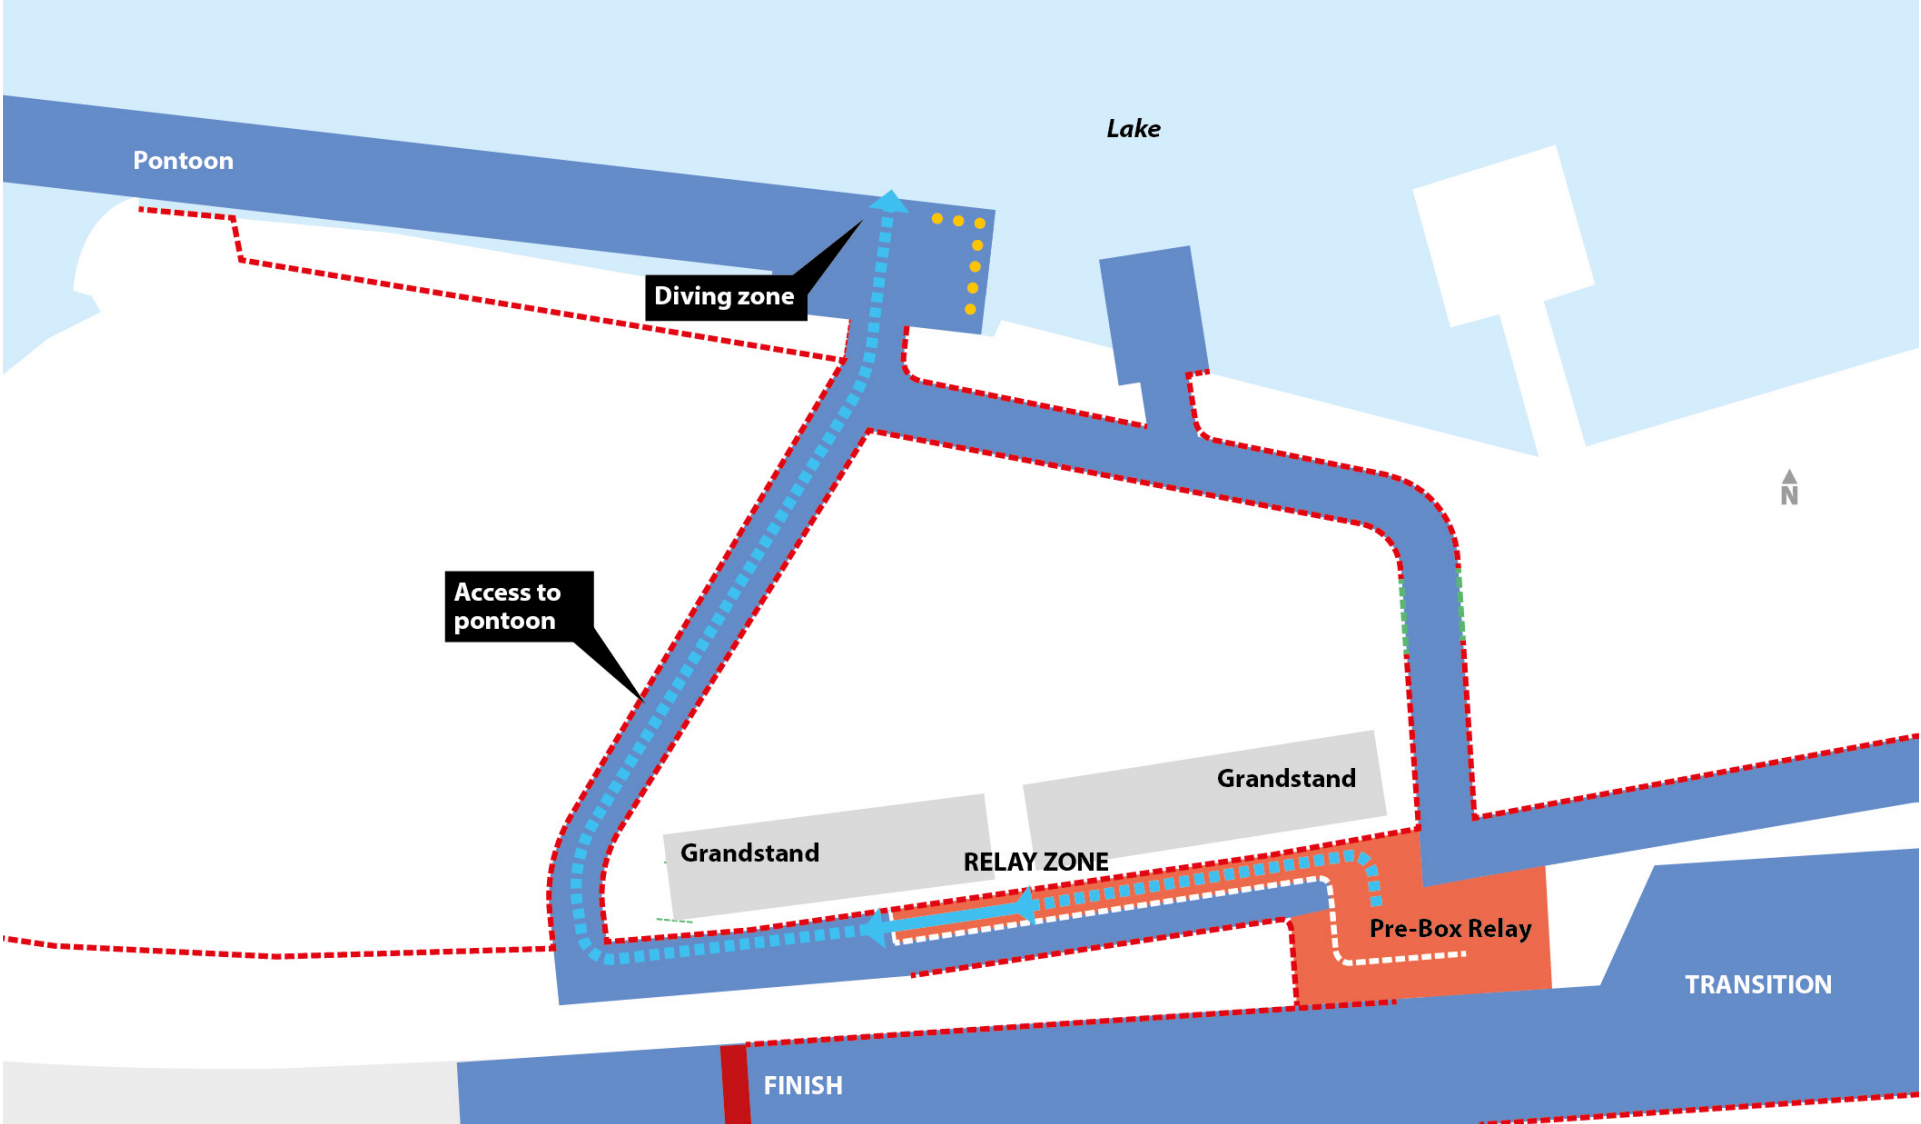 Lake
Pontoon
Diving zone
N
Access to
pontoon
Grandstand
Grandstand
RELAY ZONE
Pre-Box Relay
TRANSITION
FINISH